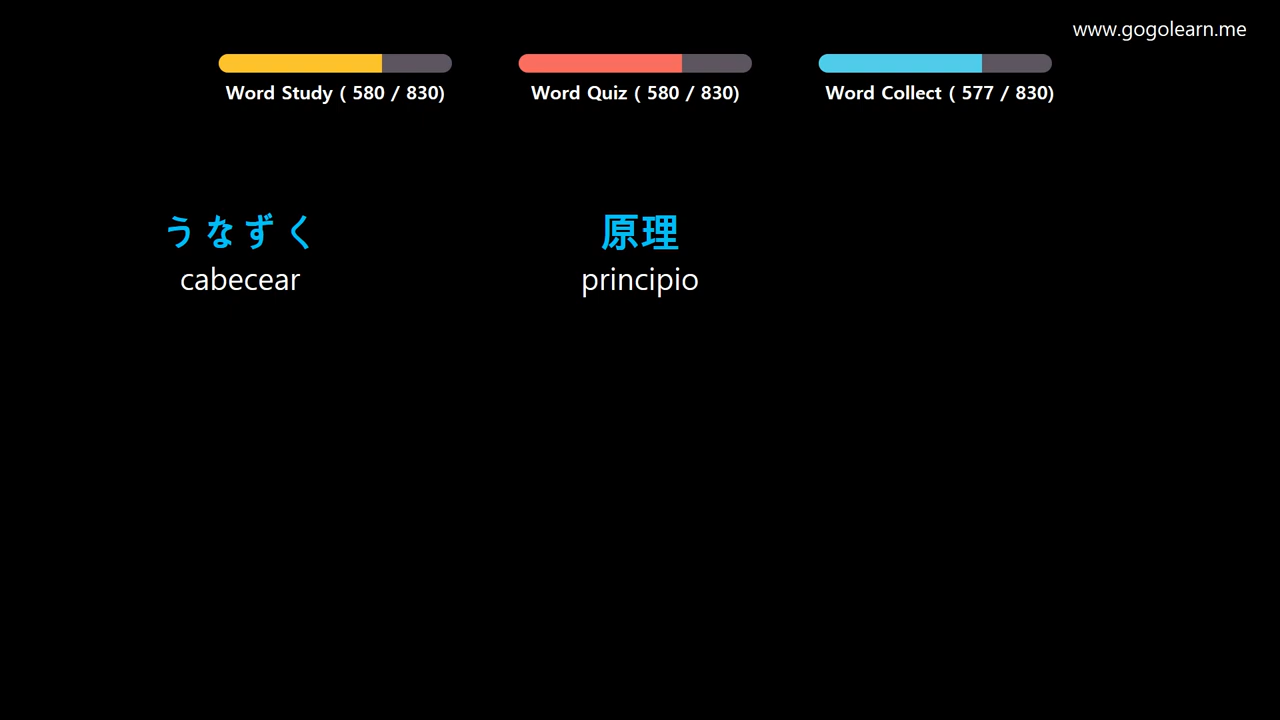 www.gogolearn.me
Word Study ( 580 / 830)
Word Quiz ( 580 / 830)
Word Collect ( 577 / 830)
うなずく
cabecear
原理
principio